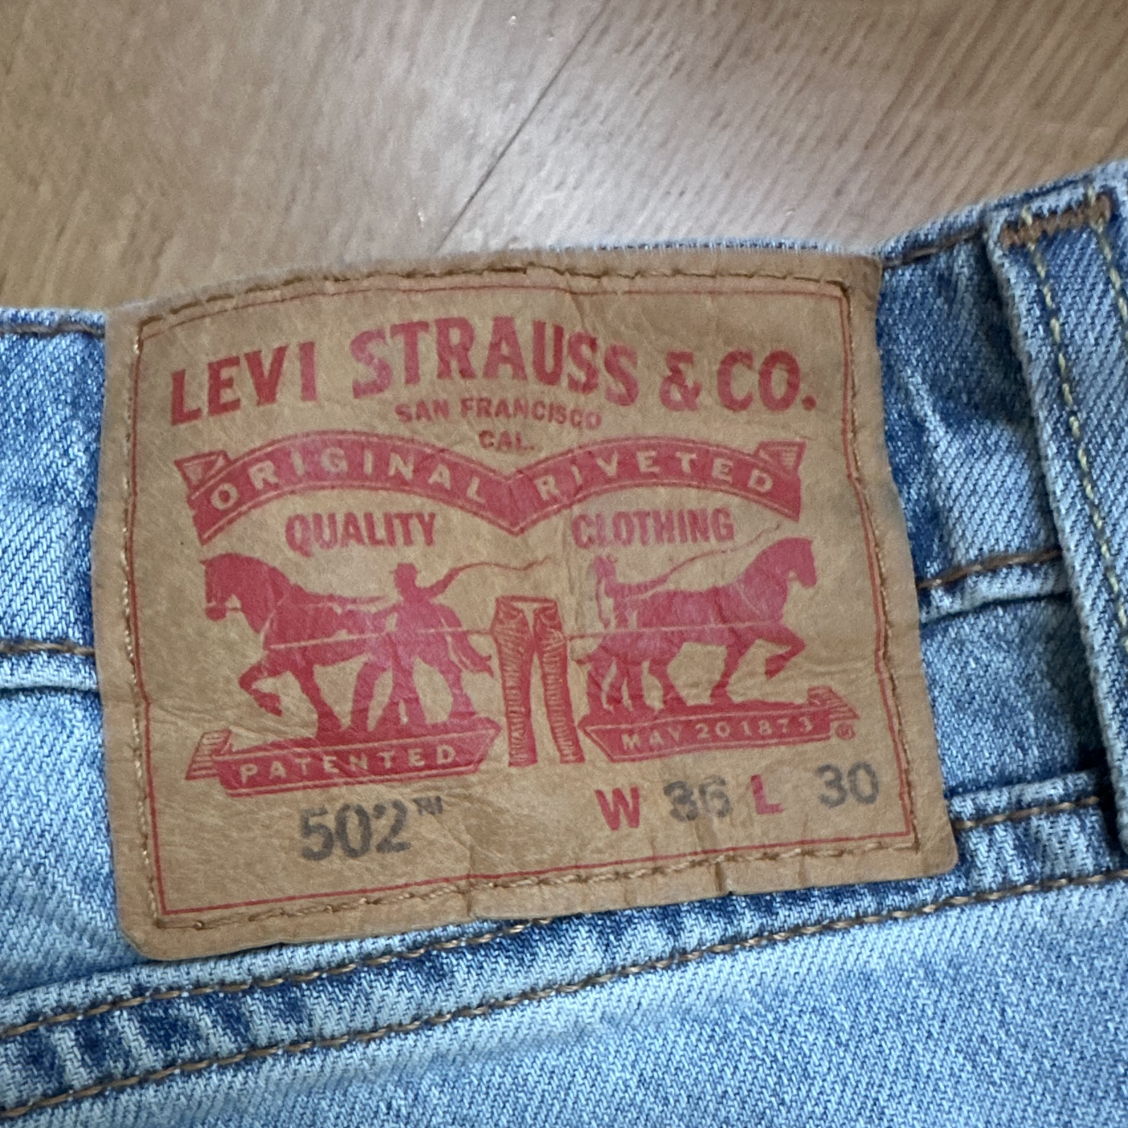 LEVI STRAUSS & CO.
SAN FRANCISCO
CAL.
ORIGINAL RIVETED
QUALITY CLOTHING
PATENTED MAY 20 1873 ®
502™ W 36 L 30